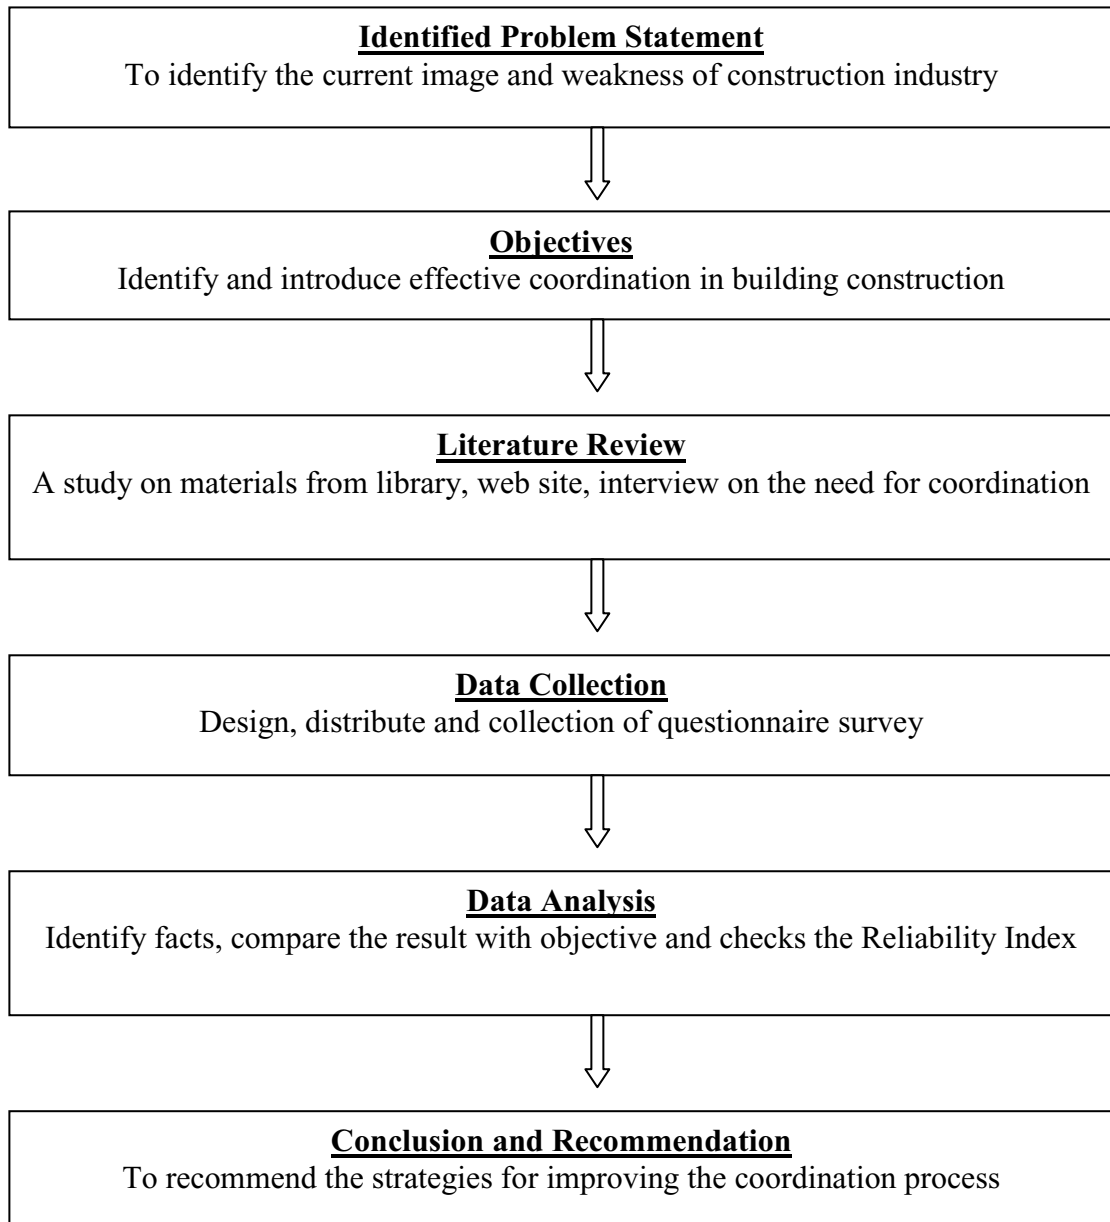 Identified Problem Statement
To identify the current image and weakness of construction industry
Objectives
Identify and introduce effective coordination in building construction
Literature Review
A study on materials from library, web site, interview on the need for coordination
Data Collection
Design, distribute and collection of questionnaire survey
Data Analysis
Identify facts, compare the result with objective and checks the Reliability Index
Conclusion and Recommendation
To recommend the strategies for improving the coordination process